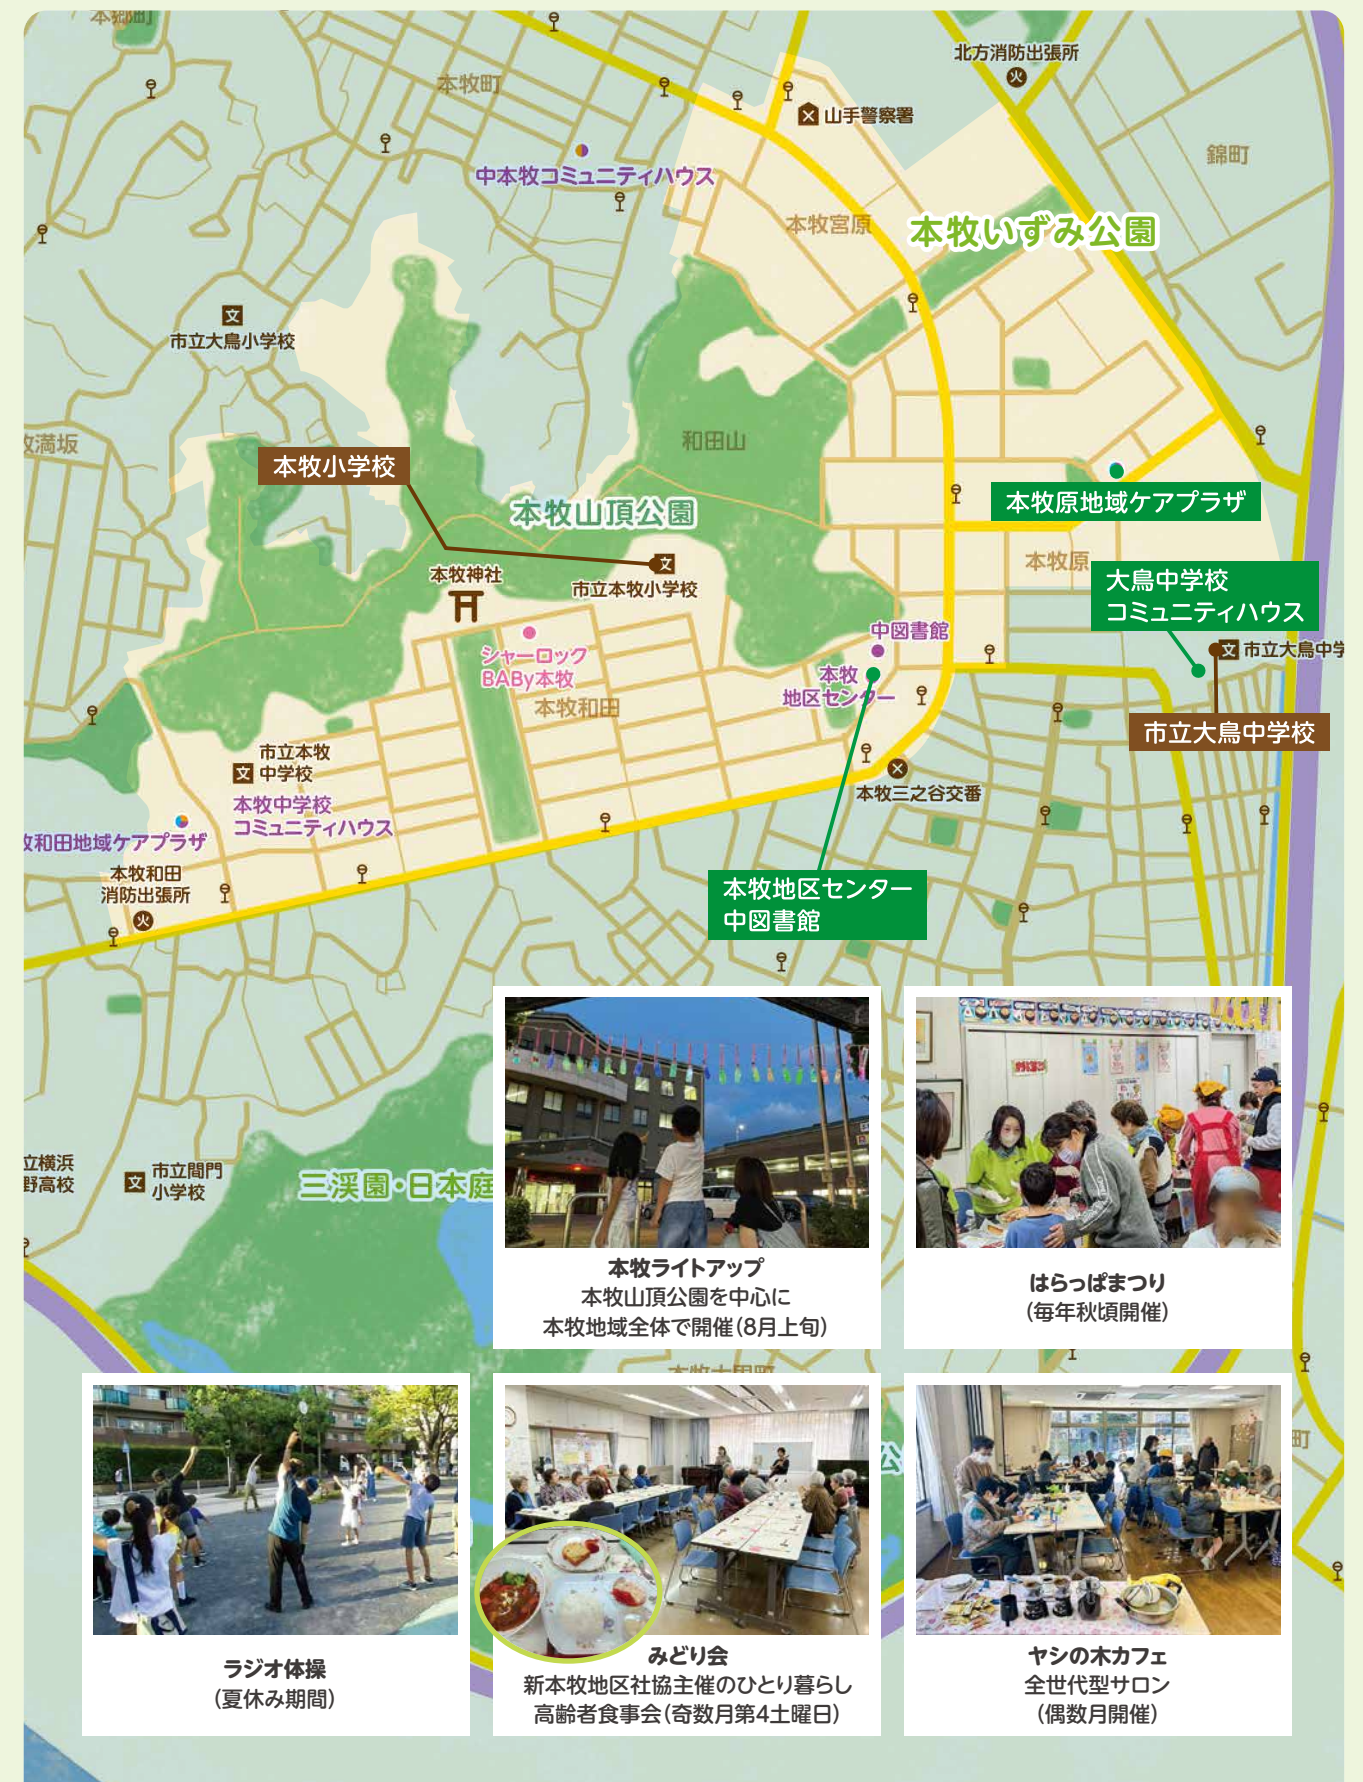 本郷町
本牧町
北方消防出張所
山手警察署
錦町
中本牧コミュニティハウス
本牧宮原
本牧いずみ公園
市立大鳥小学校
満坂
和田山
本牧小学校
本牧山頂公園
本牧原地域ケアプラザ
本牧原
本牧神社
市立本牧小学校
大鳥中学校
コミュニティハウス
中図書館
シャーロック
BABy本牧
本牧
地区センター
市立大鳥中学
本牧和田
市立大鳥中学校
市立本牧
中学校
本牧中学校
コミュニティハウス
本牧三之谷交番
和田地域ケアプラザ
本牧和田
消防出張所
本牧地区センター
中図書館
立横浜
野高校
市立間門
小学校
三渓園・日本庭
本牧ライトアップ
本牧山頂公園を中心に
本牧地域全体で開催(8月上旬)
はらっぱまつり
(毎年秋頃開催)
町
公
ラジオ体操
(夏休み期間)
みどり会
新本牧地区社協主催のひとり暮らし
高齢者食事会(奇数月第4土曜日)
ヤシの木カフェ
全世代型サロン
(偶数月開催)